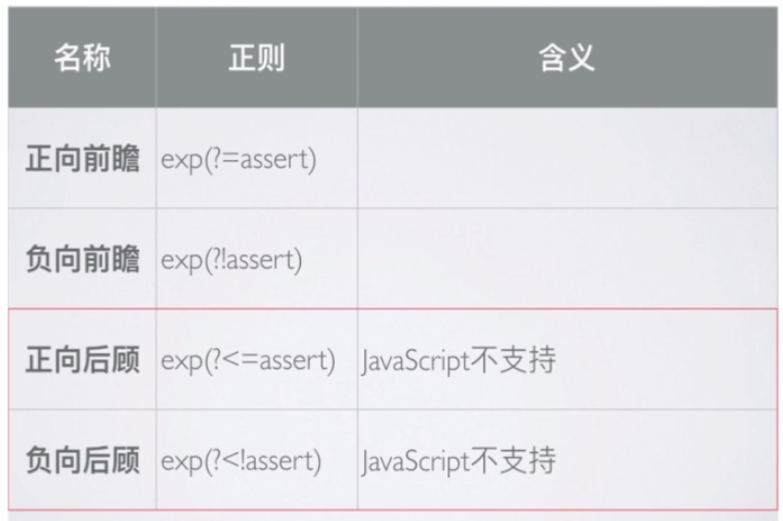 名称 正则 含义
正向前瞻 exp(?=assert)
负向前瞻 exp(?!assert)
正向后顾 exp(?<=assert) JavaScript不支持
负向后顾 exp(?<!assert) JavaScript不支持